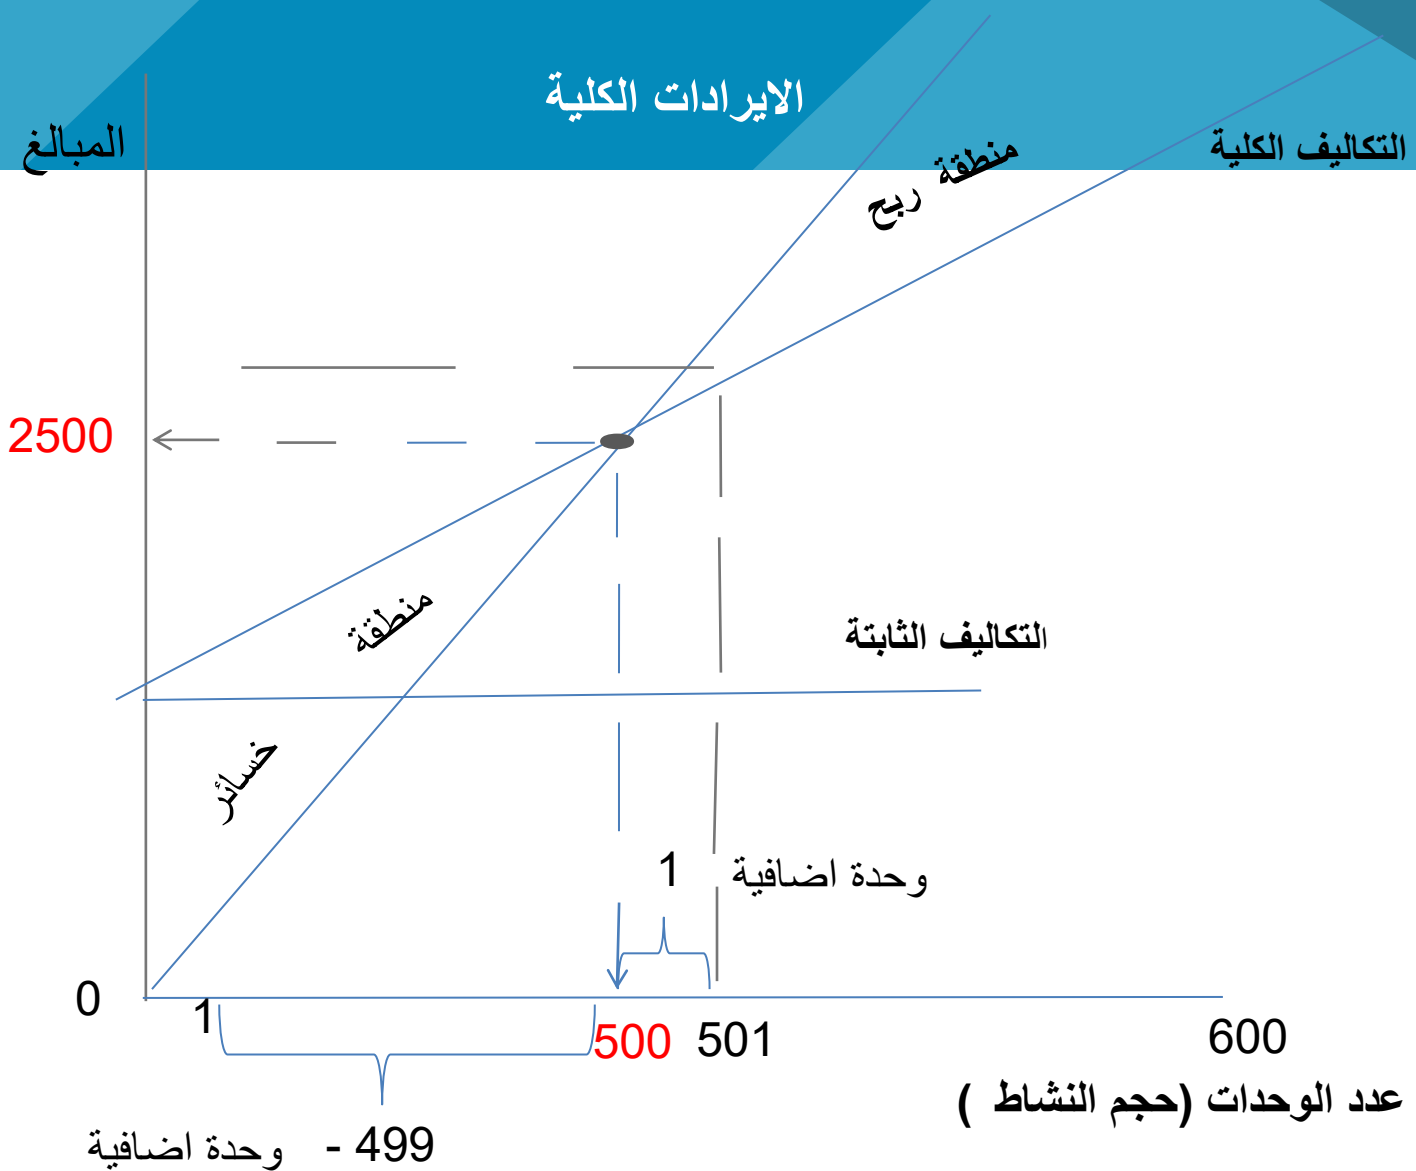 الايرادات الكلية
المبالغ
التكاليف الكلية
منطقة ربح
2500
منطقة
خسائر
التكاليف الثابتة
1 وحدة اضافية
0
1
500
501
600
عدد الوحدات (حجم النشاط )
499 - وحدة اضافية